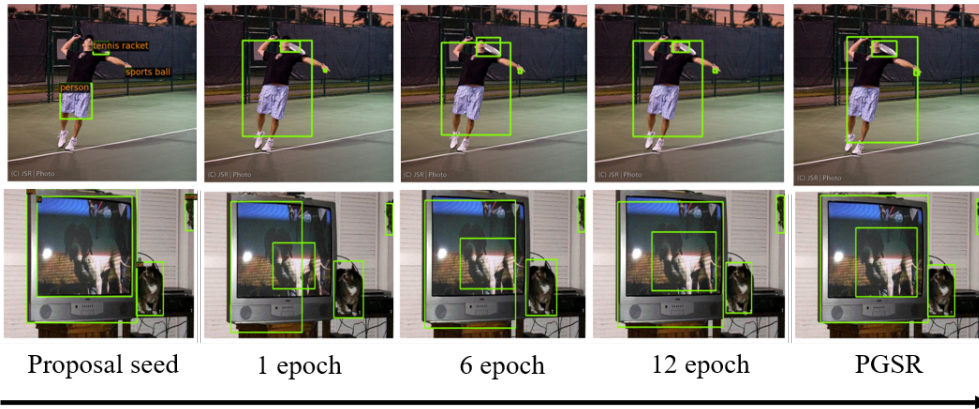 tennis racket
sports ball
person
(C) JSR | Photo
(C) JSR | Photo
(C) JSR | Photo
(C) JSR | Photo
(C) JSR | Photo
Proposal seed 1 epoch 6 epoch 12 epoch PGSR